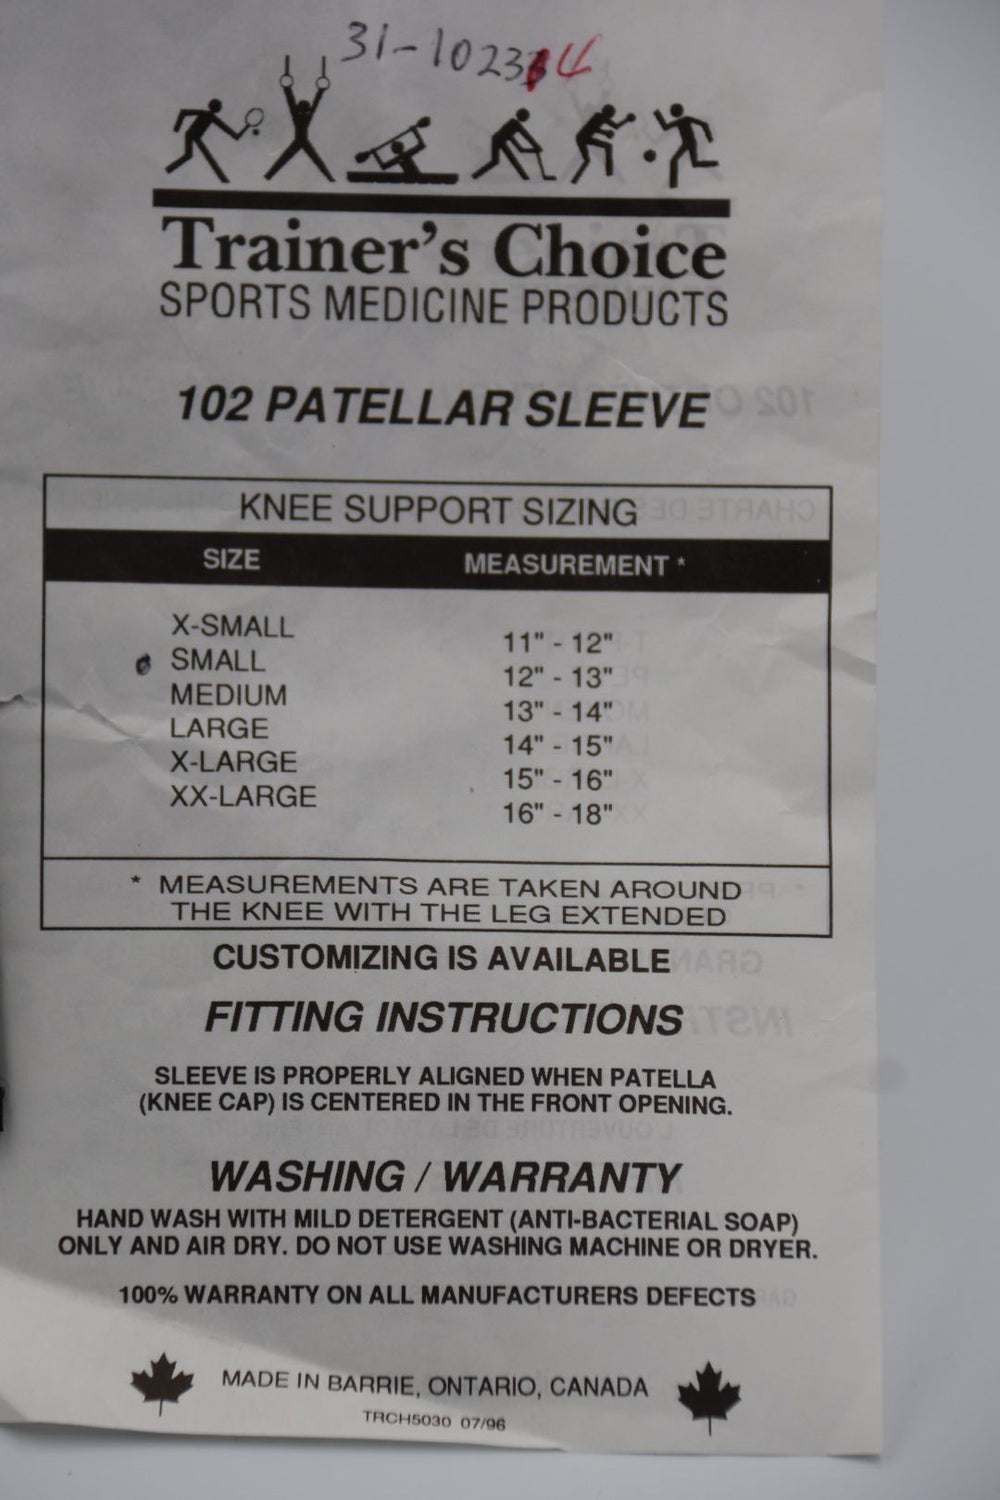 31-10234
Trainer's Choice
SPORTS MEDICINE PRODUCTS
102 PATELLAR SLEEVE
KNEE SUPPORT SIZING
SIZE MEASUREMENT *
X-SMALL 11" - 12"
SMALL 12" - 13"
MEDIUM 13" - 14"
LARGE 14" - 15"
X-LARGE 15" - 16"
XX-LARGE 16" - 18"
* MEASUREMENTS ARE TAKEN AROUND
THE KNEE WITH THE LEG EXTENDED
CUSTOMIZING IS AVAILABLE
FITTING INSTRUCTIONS
SLEEVE IS PROPERLY ALIGNED WHEN PATELLA
(KNEE CAP) IS CENTERED IN THE FRONT OPENING.
WASHING / WARRANTY
HAND WASH WITH MILD DETERGENT (ANTI-BACTERIAL SOAP)
ONLY AND AIR DRY. DO NOT USE WASHING MACHINE OR DRYER.
100% WARRANTY ON ALL MANUFACTURERS DEFECTS
MADE IN BARRIE, ONTARIO, CANADA
TRCH5030 07/96